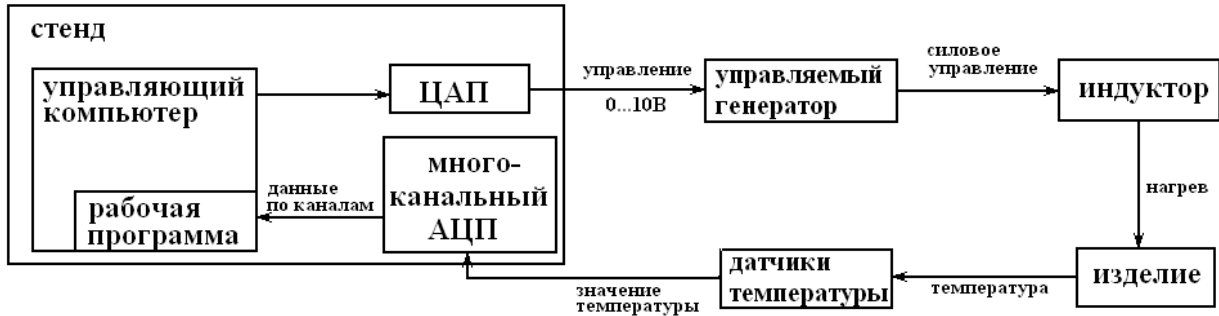 стенд
управляющий
компьютер
ЦАП
управление
0...10В
управляемый
генератор
силовое
управление
индуктор
много-
канальный
АЦП
данные
по каналам
рабочая
программа
нагрев
датчики
температуры
значение
температуры
температура
изделие